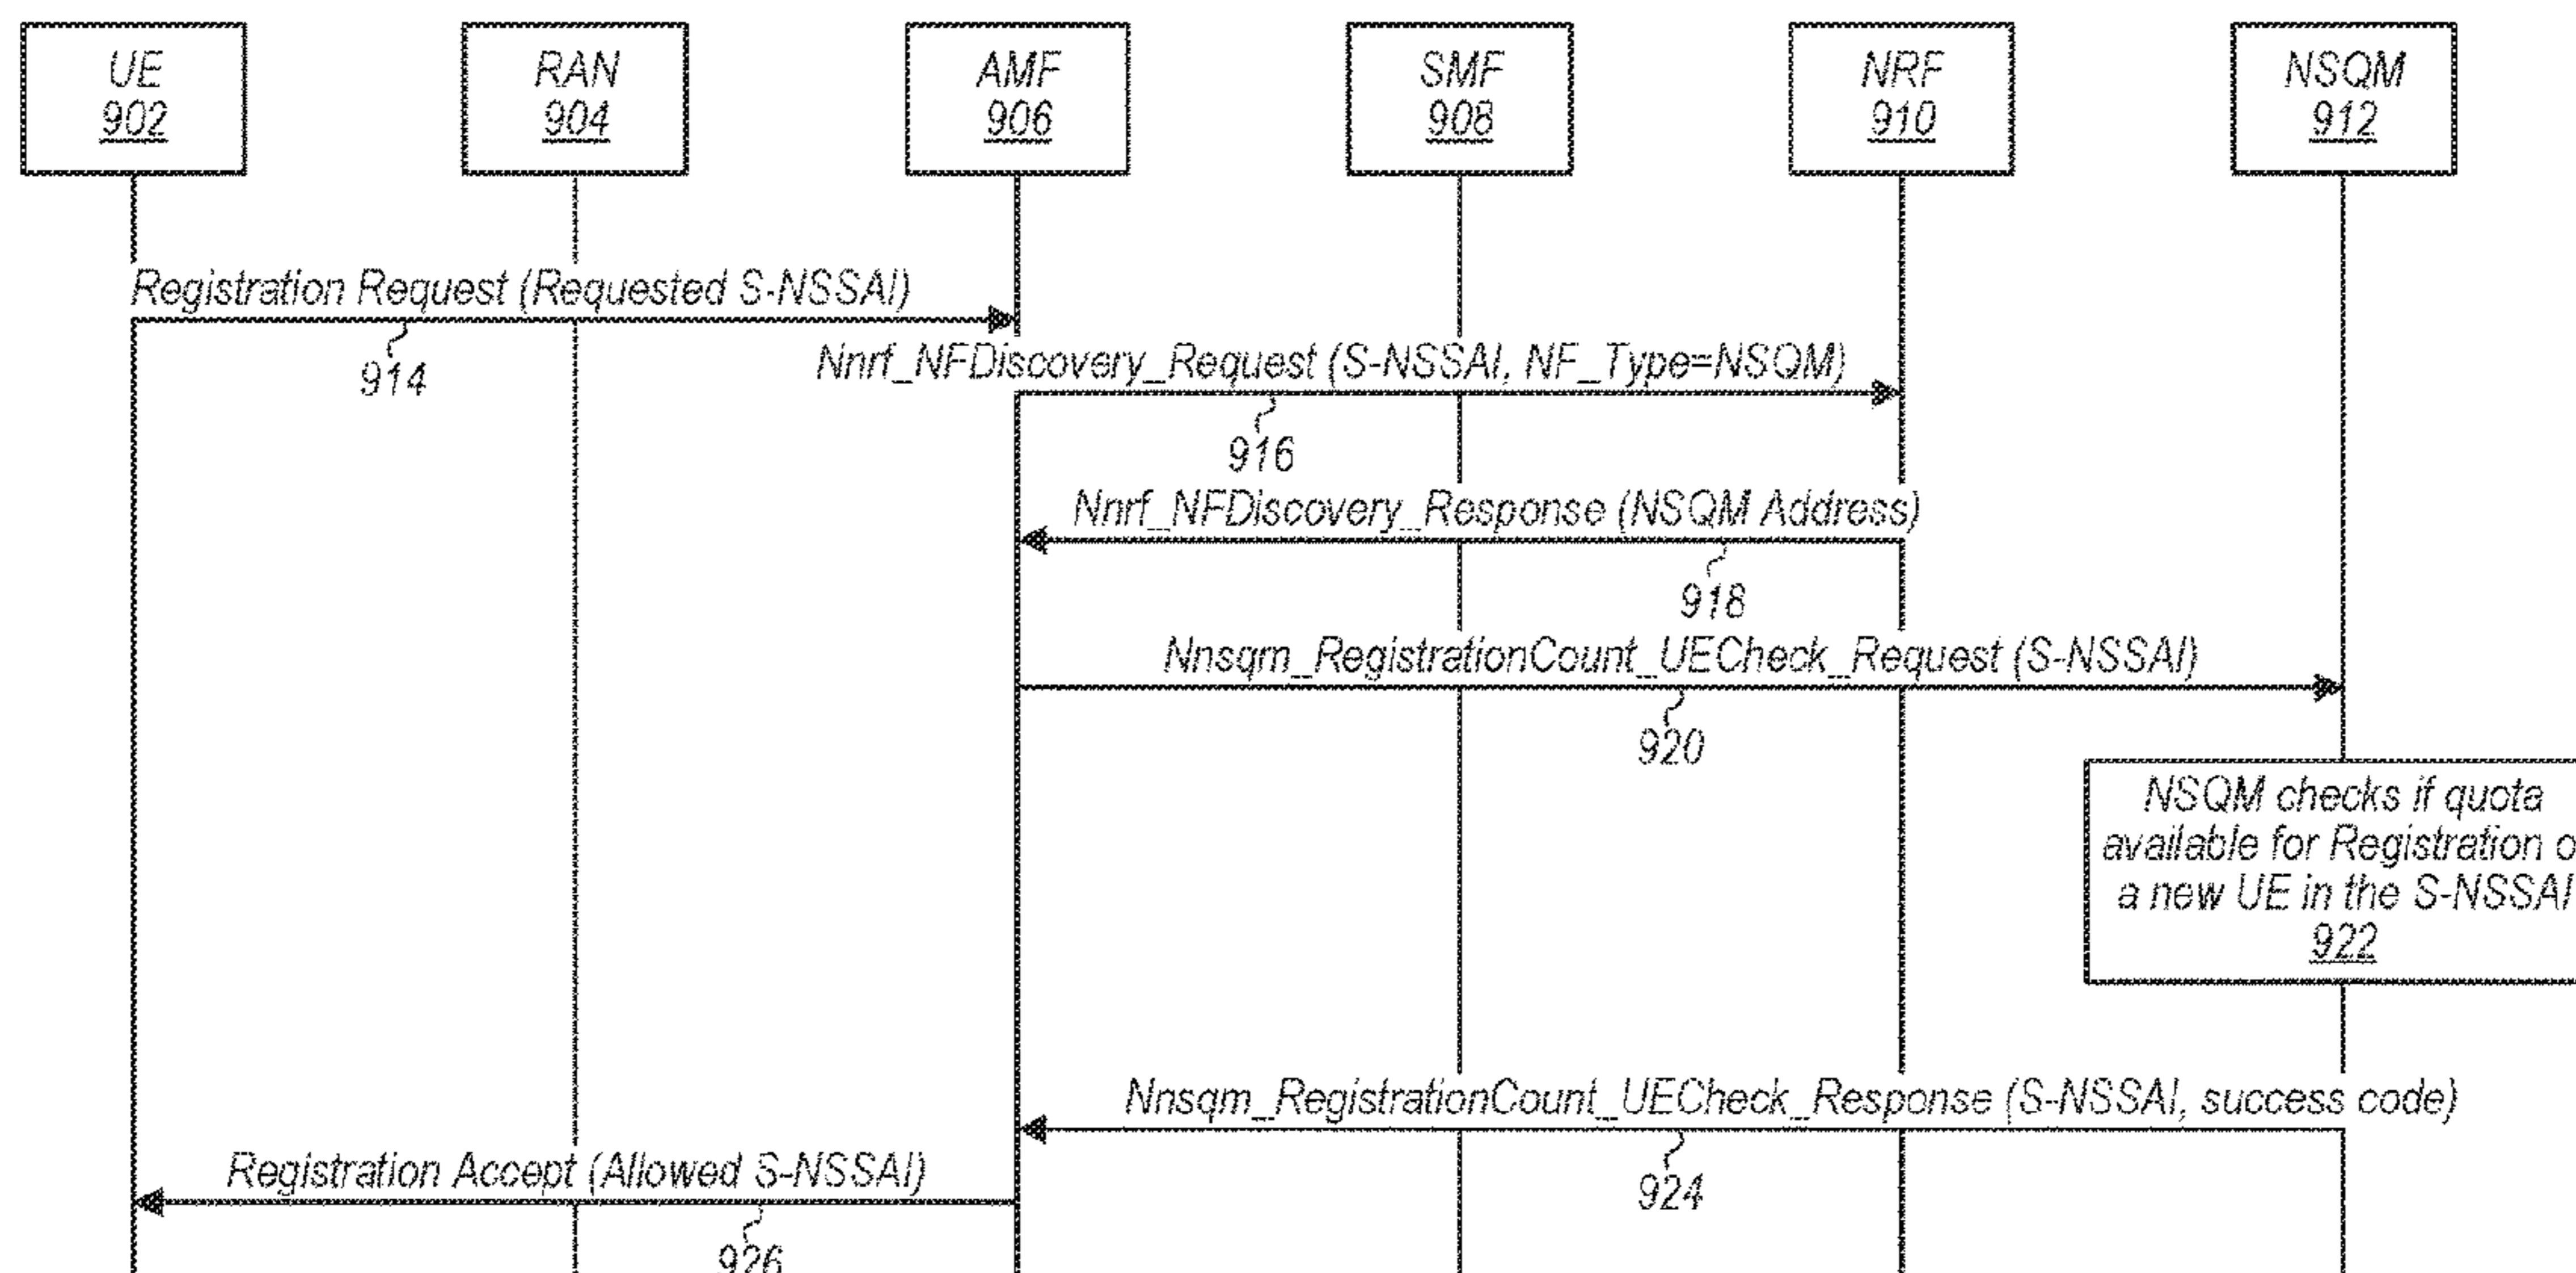 UE
902
RAN
904
AMF
906
SMF
908
NRF
910
NSQM
912
Registration Request (Requested S-NSSAI)
914
Nnrf_NFDiscovery_Request (S-NSSAI, NF_Type=NSQM)
916
Nnrf_NFDiscovery_Response (NSQM Address)
918
Nnsqm_RegistrationCount_UECheck_Request (S-NSSAI)
920
NSQM checks if quota
available for Registration o
a new UE in the S-NSSAI
922
Nnsqm_RegistrationCount_UECheck_Response (S-NSSAI, success code)
924
Registration Accept (Allowed S-NSSAI)
926